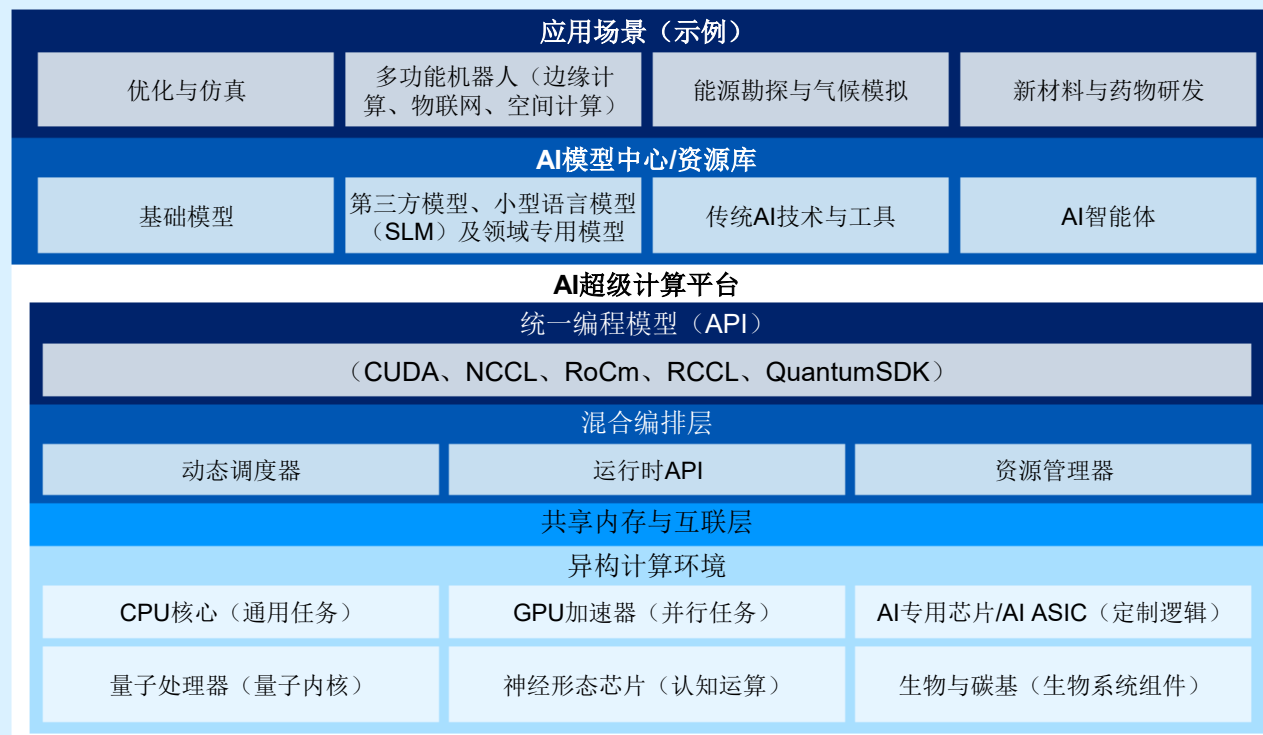 应用场景（示例）
优化与仿真
多功能机器人（边缘计
算、物联网、空间计算）
能源勘探与气候模拟
新材料与药物研发
AI模型中心/资源库
基础模型
第三方模型、小型语言模型
（SLM）及领域专用模型
传统AI技术与工具
AI智能体
AI超级计算平台
统一编程模型（API）
（CUDA、NCCL、RoCm、RCCL、QuantumSDK）
混合编排层
动态调度器
运行时API
资源管理器
共享内存与互联层
异构计算环境
CPU核心（通用任务）
GPU加速器（并行任务）
AI专用芯片/AI ASIC（定制逻辑）
量子处理器（量子内核）
神经形态芯片（认知运算）
生物与碳基（生物系统组件）